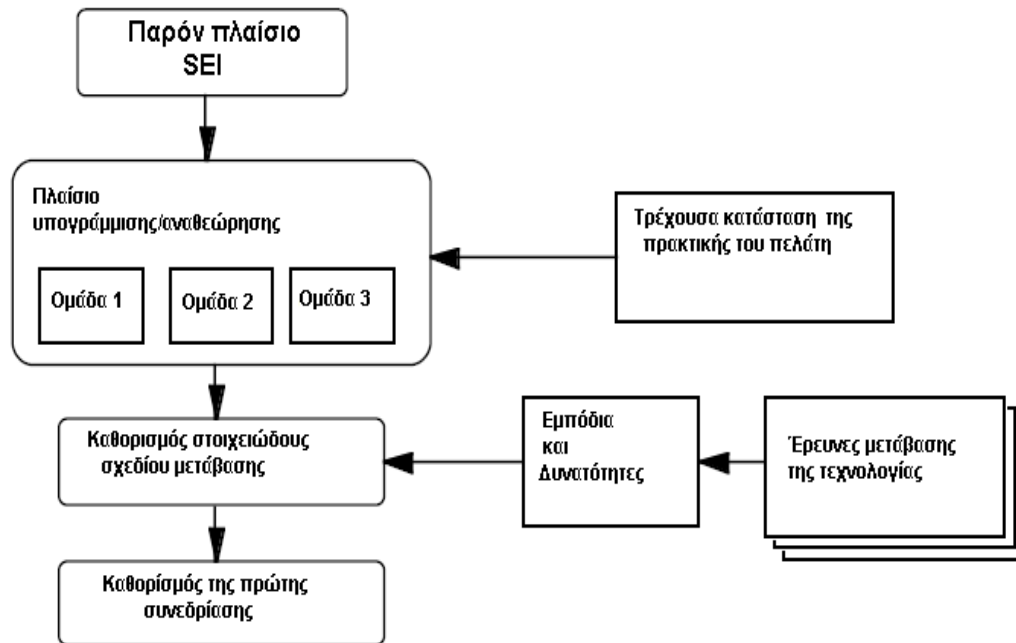 Παρόν πλαίσιο
SEI
Πλαίσιο
υπογράμμισης/αναθεώρησης
Ομάδα 1
Ομάδα 2
Ομάδα 3
Τρέχουσα κατάσταση της
πρακτικής του πελάτη
Καθορισμός στοιχειώδους
σχεδίου μετάβασης
Εμπόδια
και
Δυνατότητες
Έρευνες μετάβασης
της τεχνολογίας
Καθορίσμός της πρώτης
συνεδρίασης